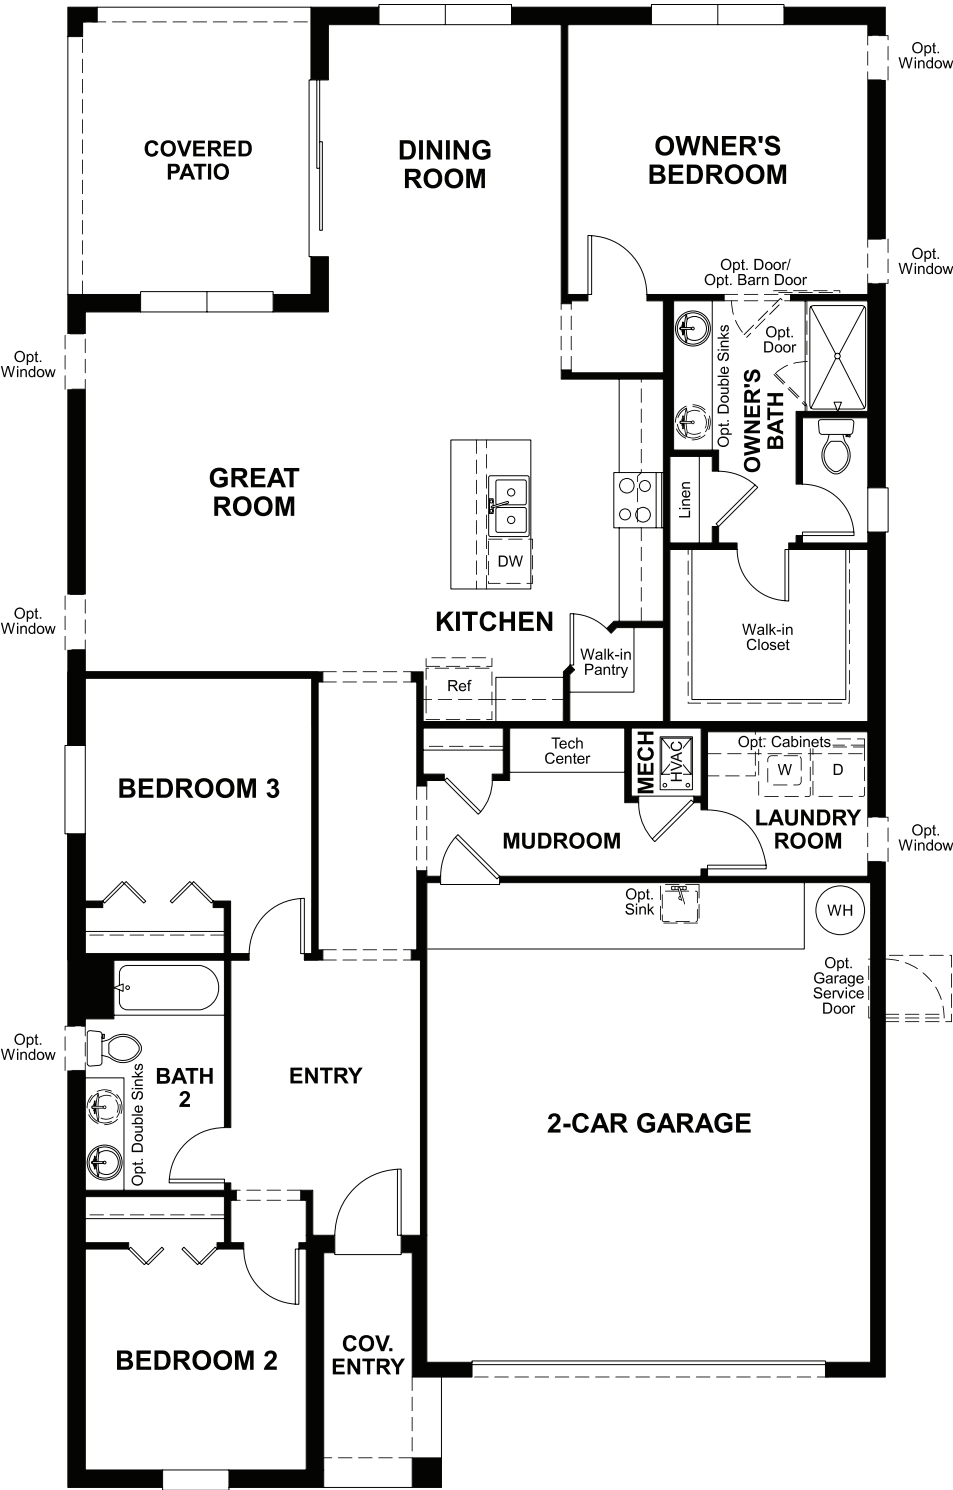 Opt.
Window
COVERED
PATIO
DINING
ROOM
OWNER'S
BEDROOM
Opt.
Window
Opt. Door/
Opt. Barn Door
Opt.
Window
Opt. Double Sinks
Opt.
Door
OWNER'S
BATH
GREAT
ROOM
Linen
DW
Opt.
Window
KITCHEN
Walk-in
Closet
Walk-in
Pantry
Ref
Tech
Center
MECH
HVAC
Opt. Cabinets
W
D
BEDROOM 3
MUDROOM
LAUNDRY
ROOM
Opt.
Window
Opt.
Sink
WH
Opt.
Garage
Service
Door
Opt.
Window
BATH
2
Opt. Double Sinks
ENTRY
2-CAR GARAGE
COV.
ENTRY
BEDROOM 2